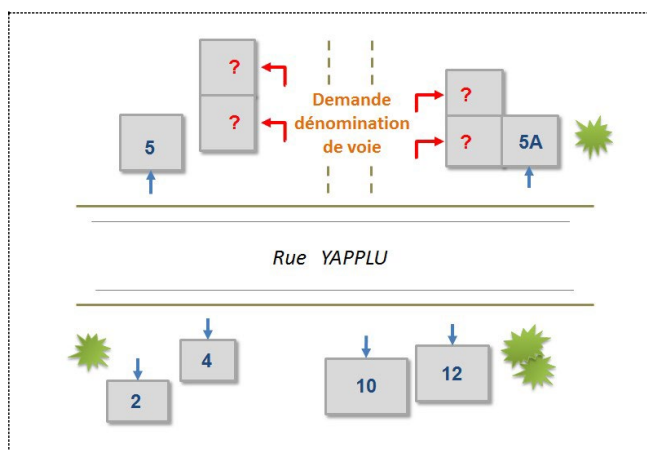 ?
?
Demande
dénomination
de voie
?
?
5
5A
Rue YAPPLU
2
4
10
12